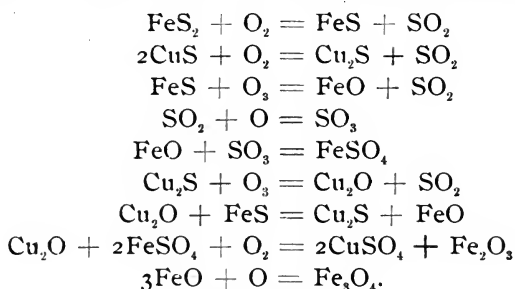 FeS₂ + O₂ = FeS + SO₂
2CuS + O₂ = Cu₂S + SO₂
FeS + O₃ = FeO + SO₂
SO₂ + O = SO₃
FeO + SO₃ = FeSO₄
Cu₂S + O₃ = Cu₂O + SO₂
Cu₂O + FeS = Cu₂S + FeO
Cu₂O + 2FeSO₄ + O₂ = 2CuSO₄ + Fe₂O₃
3FeO + O = Fe₃O₄.